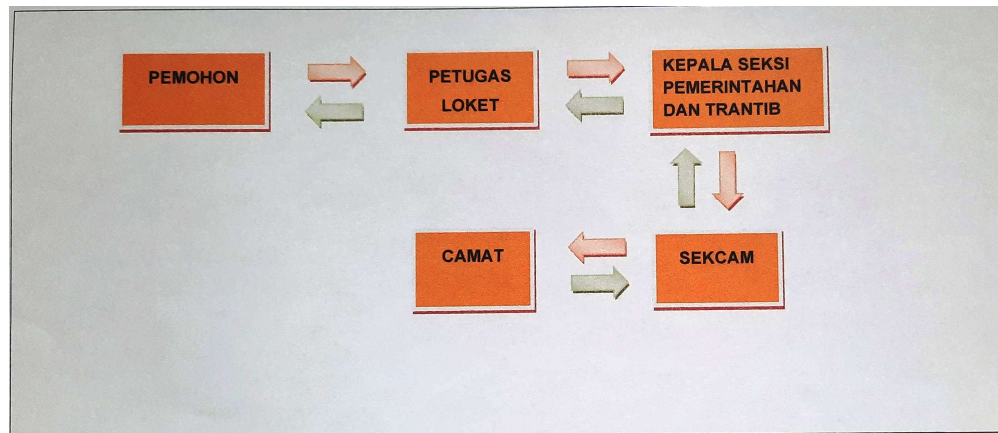 PEMOHON
PETUGAS
LOKET
KEPALA SEKSI
PEMERINTAHAN
DAN TRANTIB
CAMAT
SEKCAM